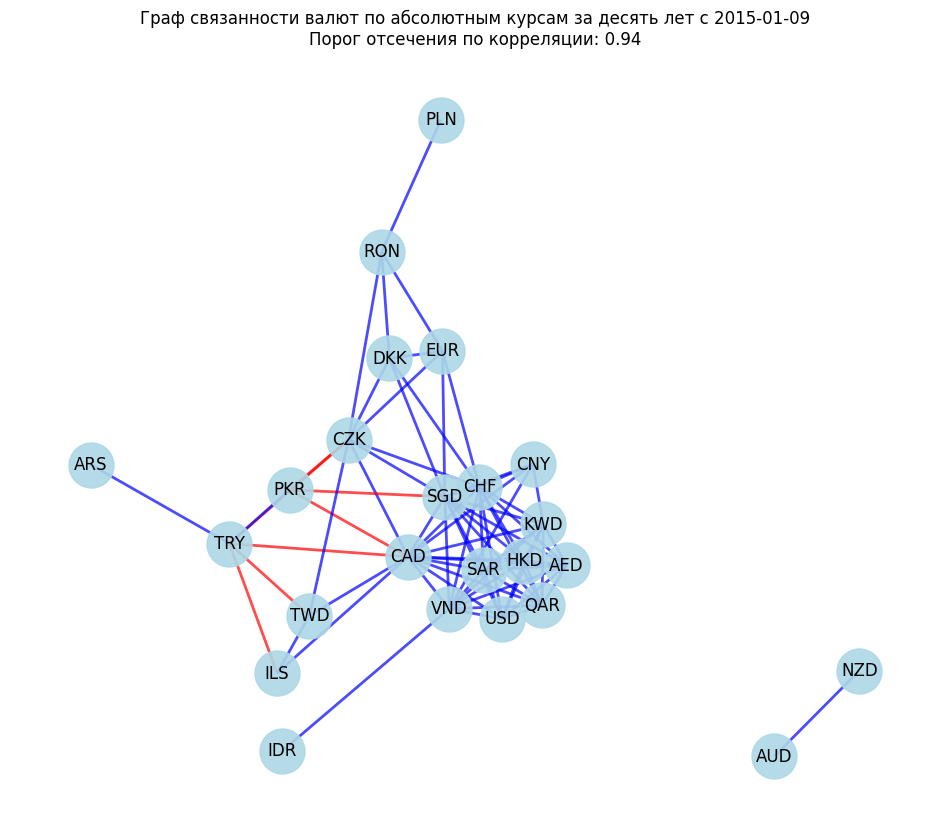 Граф связанности валют по абсолютным курсам за десять лет с 2015-01-09
Порог отсечения по корреляции: 0.94
PLN
RON
DKK
EUR
CZK
ARS
CNY
PKR
SGD
CHF
KWD
TRY
CAD
SAR
HKD
AED
TWD
VND
USD
QAR
ILS
NZD
IDR
AUD